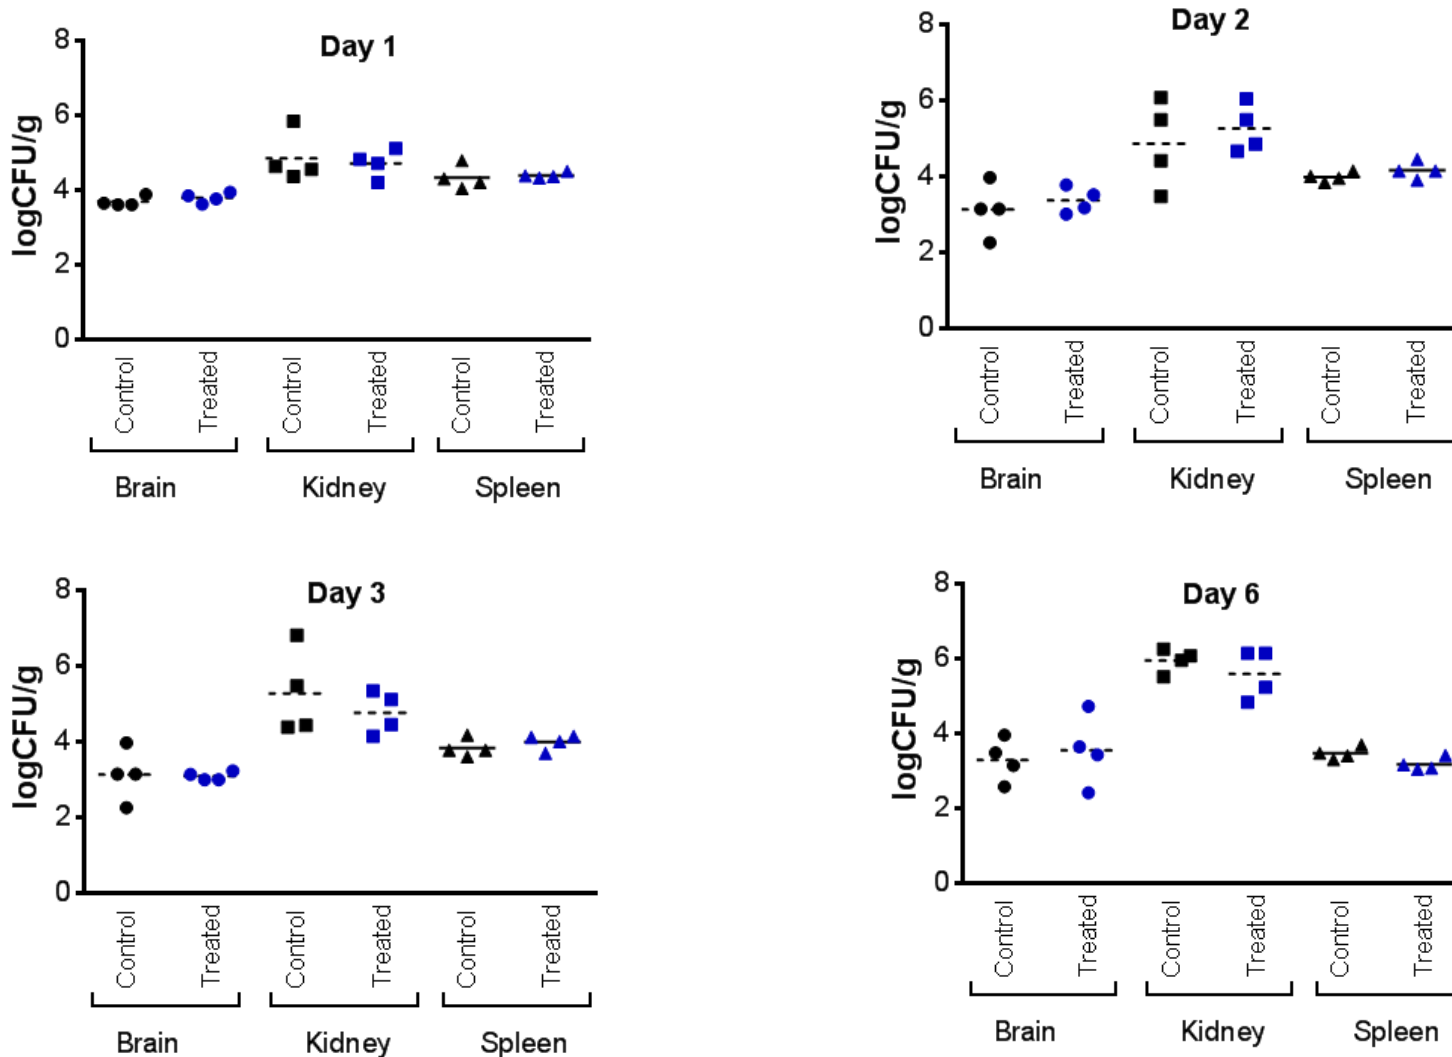 Day 1
logCFU/g
8
6
4
2
0
Control
Treated
Control
Treated
Control
Treated
Brain
Kidney
Spleen
Day 2
logCFU/g
8
6
4
2
0
Control
Treated
Control
Treated
Control
Treated
Brain
Kidney
Spleen
Day 3
logCFU/g
8
6
4
2
0
Control
Treated
Control
Treated
Control
Treated
Brain
Kidney
Spleen
Day 6
logCFU/g
8
6
4
2
0
Control
Treated
Control
Treated
Control
Treated
Brain
Kidney
Spleen